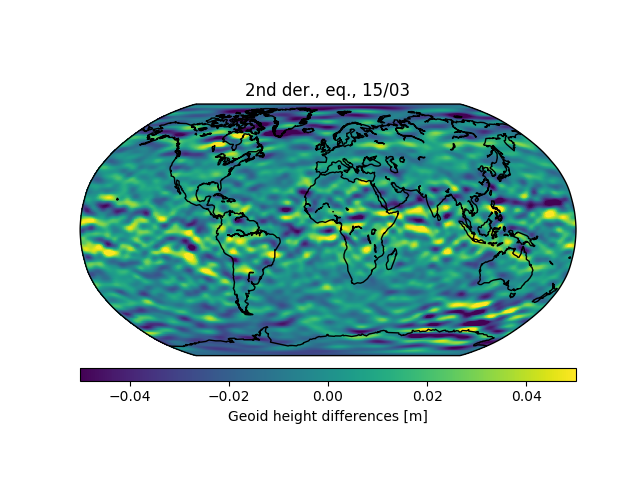 2nd der., eq., 15/03
−0.04 −0.02 0.00 0.02 0.04
Geoid height differences [m]